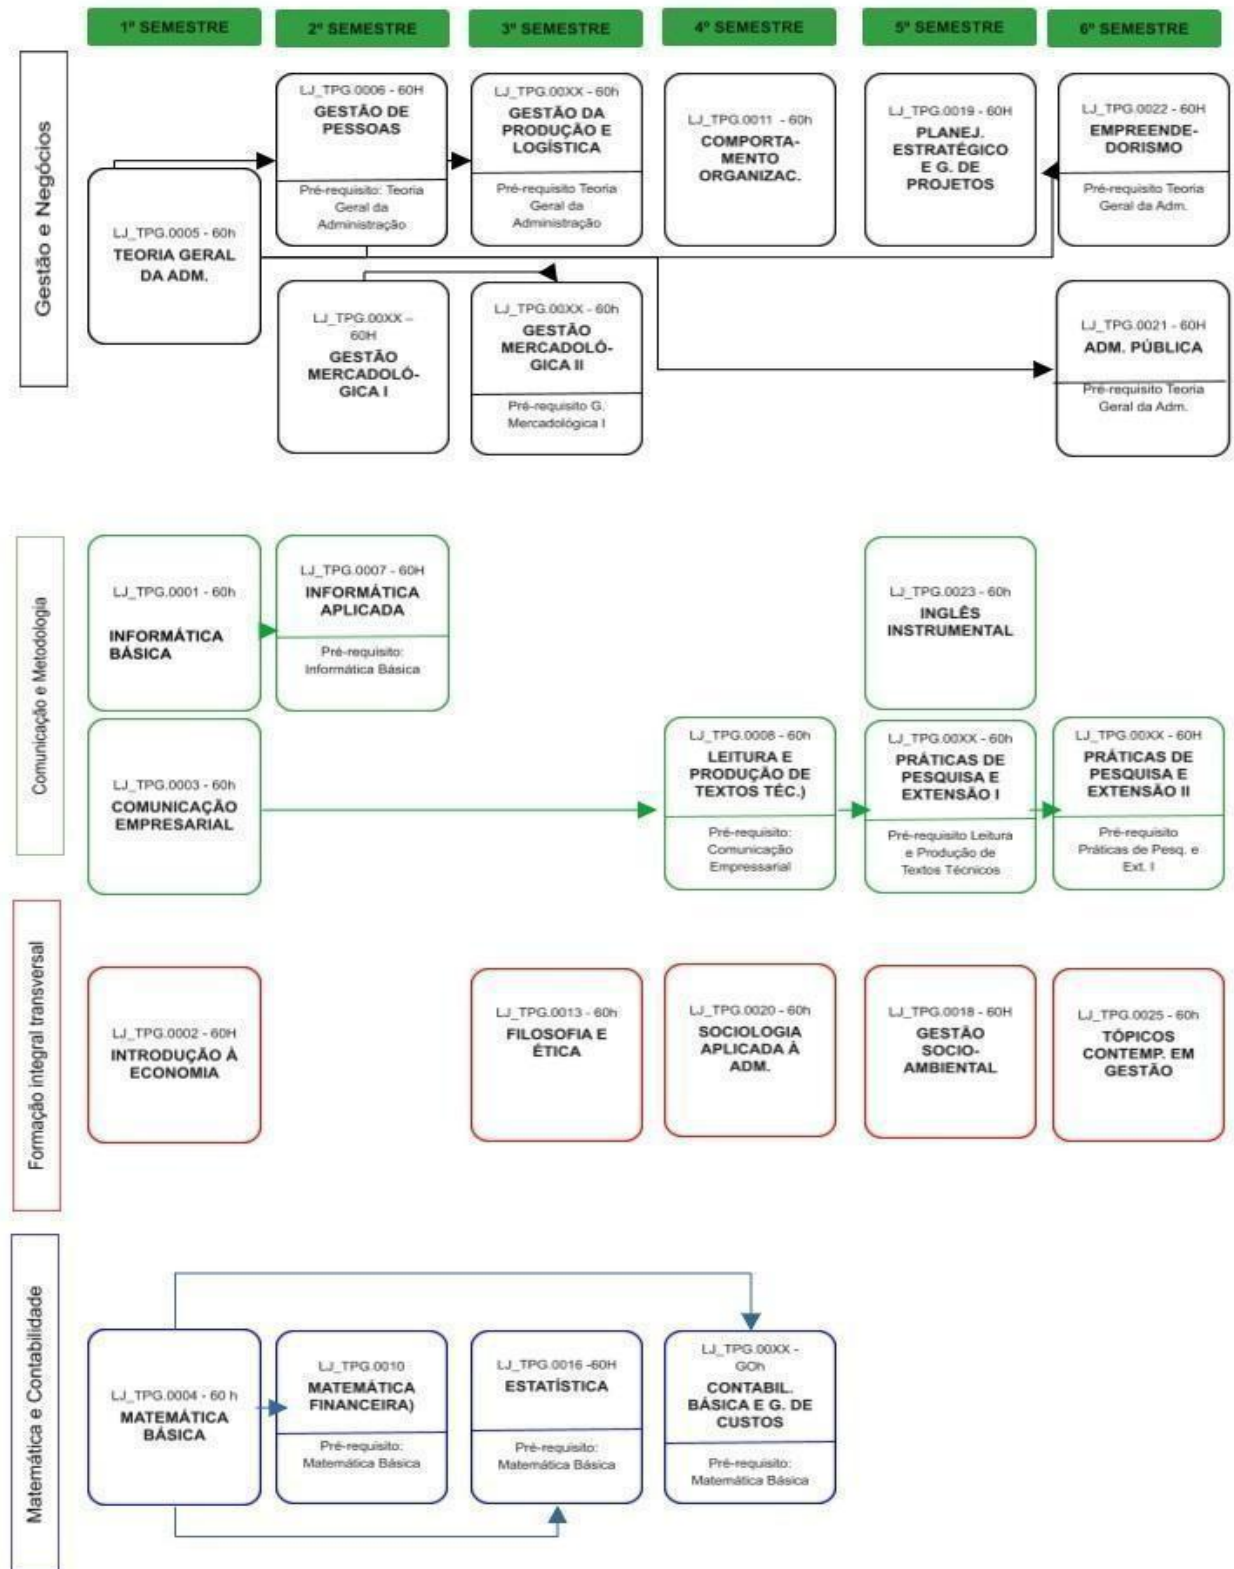 1º SEMESTRE
2º SEMESTRE
3º SEMESTRE
4º SEMESTRE
5º SEMESTRE
6º SEMESTRE
Gestão e Negócios
LJ_TPG.0005 - 60h
TEORIA GERAL
DA ADM.
LJ_TPG.0006 - 60H
GESTÃO DE
PESSOAS
Pré-requisito: Teoria
Geral da
Administração
LJ_TPG.00XX - 60h
GESTÃO DA
PRODUÇÃO E
LOGÍSTICA
Pré-requisito Teoria
Geral da
Administração
LJ_TPG.0011 - 60h
COMPORTA-
MENTO
ORGANIZAC.
LJ_TPG.0019 - 60H
PLANEJ.
ESTRATÉGICO
E G. DE
PROJETOS
LJ_TPG.0022 - 60H
EMPREENDE-
DORISMO
Pré-requisito Teoria
Geral da Adm.
LJ_TPG.00XX –
60H
GESTÃO
MERCADOLÓ-
GICA I
LJ_TPG.00XX - 60h
GESTÃO
MERCADOLÓ-
GICA II
Pré-requisito G.
Mercadológica I
LJ_TPG.0021 - 60H
ADM. PÚBLICA
Pré-requisito Teoria
Geral da Adm.
Comunicação e Metodologia
LJ_TPG.0001 - 60h
INFORMÁTICA
BÁSICA
LJ_TPG.0007 - 60H
INFORMÁTICA
APLICADA
Pré-requisito:
Informática Básica
LJ_TPG.0023 - 60h
INGLÊS
INSTRUMENTAL
LJ_TPG.0003 - 60h
COMUNICAÇÃO
EMPRESARIAL
LJ_TPG.0008 - 60h
LEITURA E
PRODUÇÃO DE
TEXTOS TÉC.)
Pré-requisito:
Comunicação
Empressarial
LJ_TPG.00XX - 60h
PRÁTICAS DE
PESQUISA E
EXTENSÃO I
Pré-requisito Leitura
e Produção de
Textos Técnicos
LJ_TPG.00XX - 60H
PRÁTICAS DE
PESQUISA E
EXTENSÃO II
Pré-requisito
Práticas de Pesq. e
Ext. I
Formação integral transversal
LJ_TPG.0002 - 60H
INTRODUÇÃO À
ECONOMIA
LJ_TPG.0013 - 60h
FILOSOFIA E
ÉTICA
LJ_TPG.0020 - 60h
SOCIOLOGIA
APLICADA À
ADM.
LJ_TPG.0018 - 60H
GESTÃO
SOCIO-
AMBIENTAL
LJ_TPG.0025 - 60h
TÓPICOS
CONTEMP. EM
GESTÃO
Matemática e Contabilidade
LJ_TPG.0004 - 60 h
MATEMÁTICA
BÁSICA
LJ_TPG.0010
MATEMÁTICA
FINANCEIRA)
Pré-requisito:
Matemática Básica
LJ_TPG.0016 -60H
ESTATÍSTICA
Pré-requisito:
Matemática Básica
LJ_TPG.00XX -
GOh
CONTABIL.
BÁSICA E G. DE
CUSTOS
Pré-requisito:
Matemática Básica